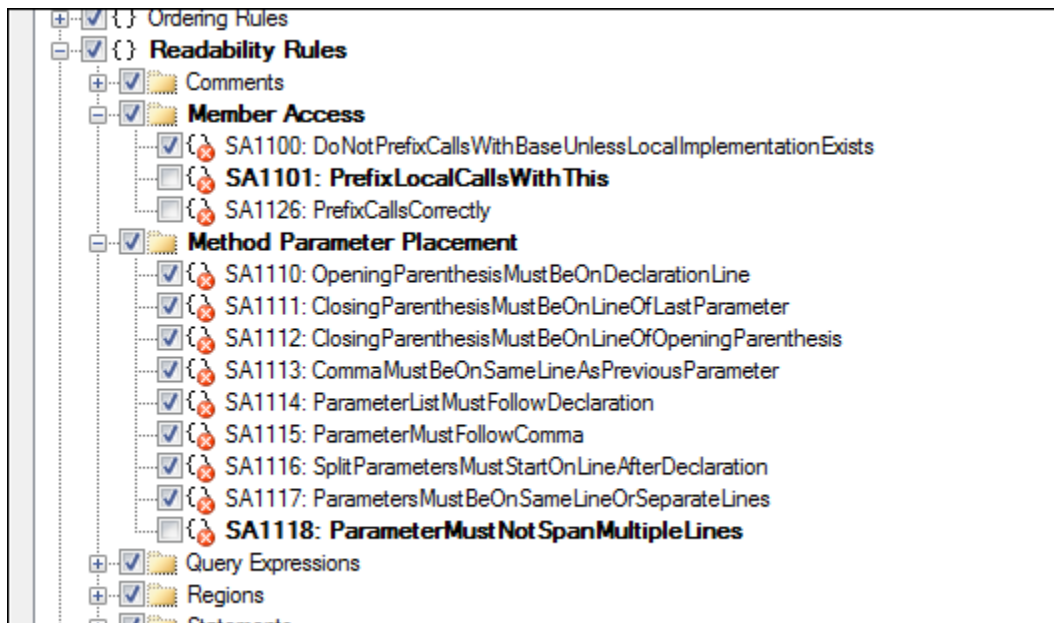 {} Ordering Rules
{} Readability Rules
Comments
Member Access
SA1100: DoNotPrefixCallsWithBaseUnlessLocalImplementationExists
SA1101: PrefixLocalCallsWithThis
SA1126: PrefixCallsCorrectly
Method Parameter Placement
SA1110: OpeningParenthesisMustBeOnDeclarationLine
SA1111: ClosingParenthesisMustBeOnLineOfLastParameter
SA1112: ClosingParenthesisMustBeOnLineOfOpeningParenthesis
SA1113: CommaMustBeOnSameLineAsPreviousParameter
SA1114: ParameterListMustFollowDeclaration
SA1115: ParameterMustFollowComma
SA1116: SplitParametersMustStartOnLineAfterDeclaration
SA1117: ParametersMustBeOnSameLineOrSeparateLines
SA1118: ParameterMustNotSpanMultipleLines
Query Expressions
Regions
Statements